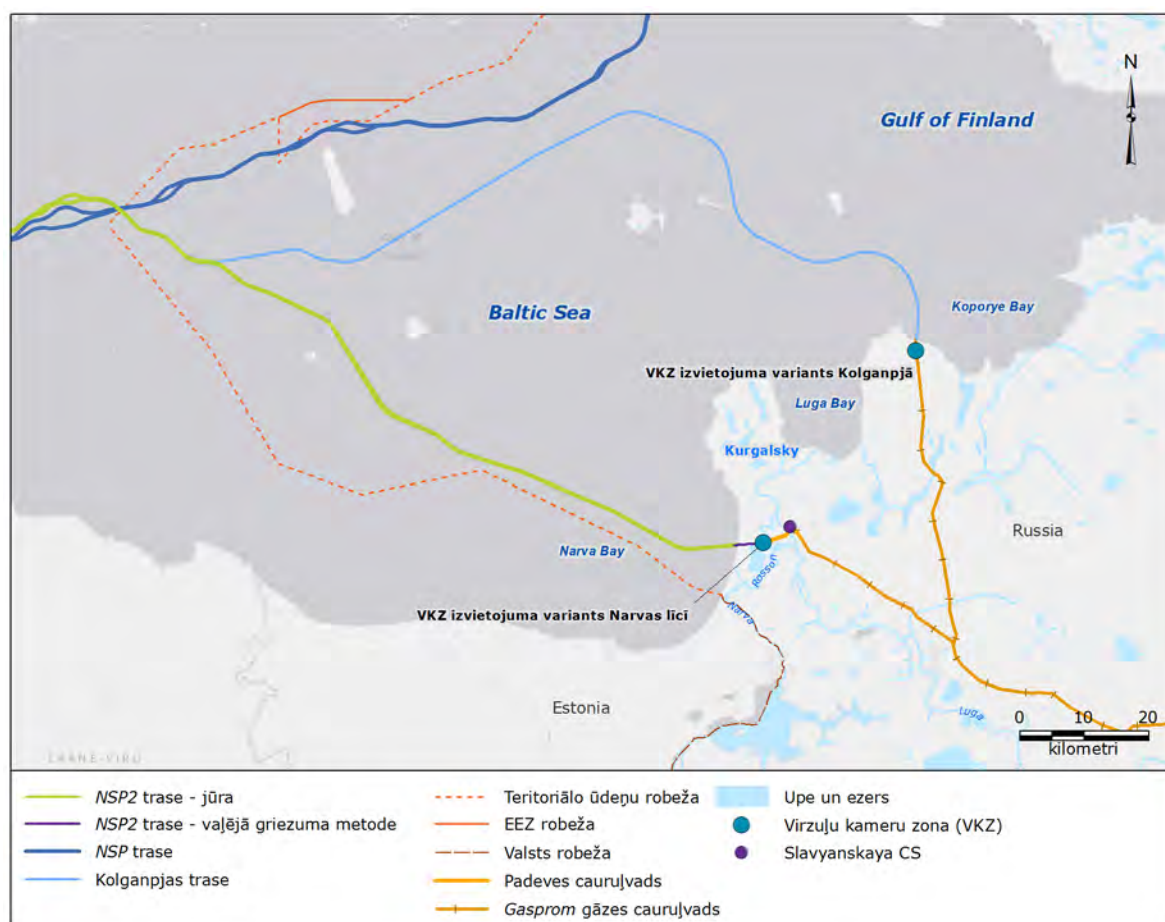 N
Gulf of Finland
Baltic Sea
Koporye Bay
VKZ izvietojuma variants Kolganpjā
Luga Bay
Kurgalsky
Russia
Narva Bay
Rosson
Narva
VKZ izvietojuma variants Narvas līcī
Estonia
Luga
0 10 20
kilometri
LÄÄNE-VIRU
NSP2 trase - jūra
NSP2 trase - vaļējā griezuma metode
NSP trase
Kolganpjas trase
Teritoriālo ūdeņu robeža
EEZ robeža
Valsts robeža
Padeves cauruļvads
Gasprom gāzes cauruļvads
Upe un ezers
Virzuļu kameru zona (VKZ)
Slavyanskaya CS